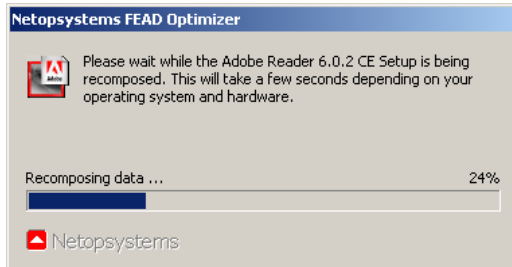 Netopsystems FEAD Optimizer
Please wait while the Adobe Reader 6.0.2 CE Setup is being
recomposed. This will take a few seconds depending on your
operating system and hardware.
Adobe
Recomposing data ... 24%
Netopsystems